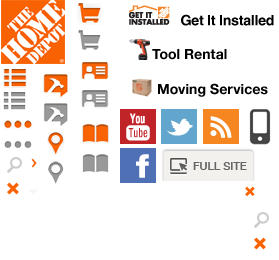 THE
HOME
DEPOT
GET IT
INSTALLED
Get It Installed
Tool Rental
Moving Services
You
Tube
f
FULL SITE